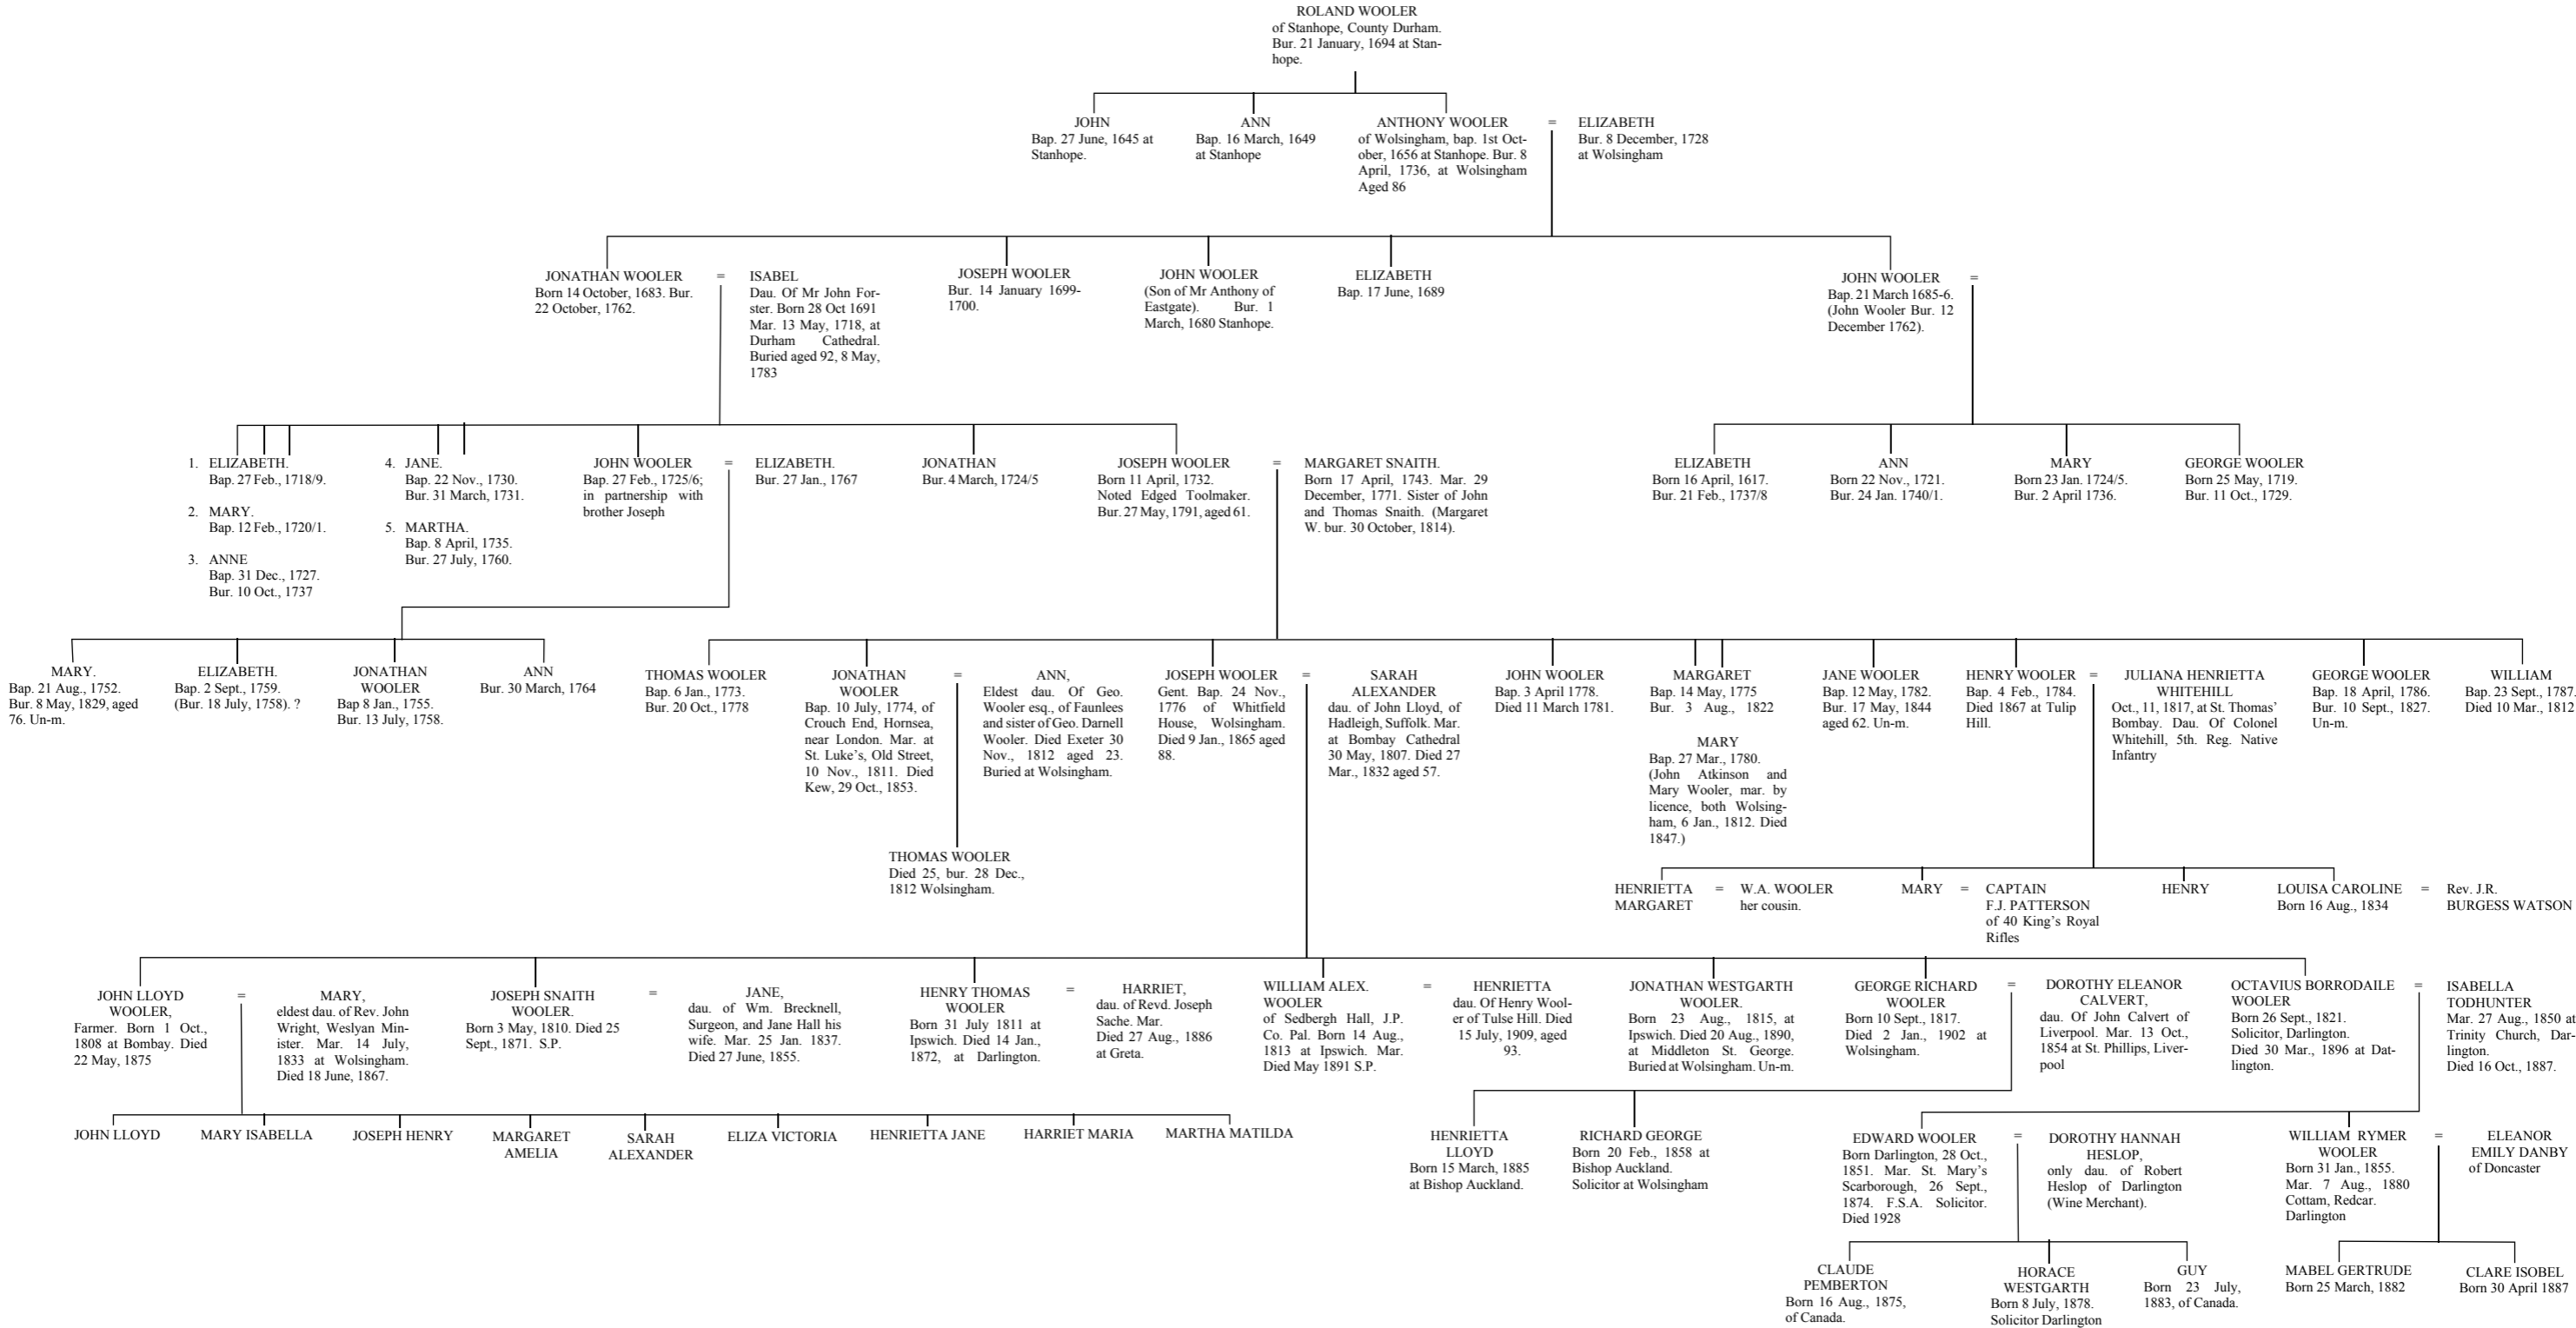 ROLAND WOOLER
of Stanhope, County Durham.
Bur. 21 January, 1694 at Stan-
hope.
JOHN
Bap. 27 June, 1645 at
Stanhope.
ANN
Bap. 16 March, 1649
at Stanhope
ANTHONY WOOLER
of Wolsingham, bap. 1st Oct-
ober, 1656 at Stanhope. Bur. 8
April, 1736, at Wolsingham
Aged 86
=
ELIZABETH
Bur. 8 December, 1728
at Wolsingham
JONATHAN WOOLER
Born 14 October, 1683. Bur.
22 October, 1762.
=
ISABEL
Dau. Of Mr John For-
ster. Born 28 Oct 1691
Mar. 13 May, 1718, at
Durham Cathedral.
Buried aged 92, 8 May,
1783
JOSEPH WOOLER
Bur. 14 January 1699-
1700.
JOHN WOOLER
(Son of Mr Anthony of
Eastgate). Bur. 1
March, 1680 Stanhope.
ELIZABETH
Bap. 17 June, 1689
JOHN WOOLER
Bap. 21 March 1685-6.
(John Wooler Bur. 12
December 1762).
=
1. ELIZABETH.
Bap. 27 Feb., 1718/9.
2. MARY.
Bap. 12 Feb., 1720/1.
3. ANNE
Bap. 31 Dec., 1727.
Bur. 10 Oct., 1737
4. JANE.
Bap. 22 Nov., 1730.
Bur. 31 March, 1731.
5. MARTHA.
Bap. 8 April, 1735.
Bur. 27 July, 1760.
JOHN WOOLER
Bap. 27 Feb., 1725/6;
in partnership with
brother Joseph
=
ELIZABETH.
Bur. 27 Jan., 1767
JONATHAN
Bur. 4 March, 1724/5
JOSEPH WOOLER
Born 11 April, 1732.
Noted Edged Toolmaker.
Bur. 27 May, 1791, aged 61.
=
MARGARET SNAITH.
Born 17 April, 1743. Mar. 29
December, 1771. Sister of John
and Thomas Snaith. (Margaret
W. bur. 30 October, 1814).
ELIZABETH
Born 16 April, 1617.
Bur. 21 Feb., 1737/8
ANN
Born 22 Nov., 1721.
Bur. 24 Jan. 1740/1.
MARY
Born 23 Jan. 1724/5.
Bur. 2 April 1736.
GEORGE WOOLER
Born 25 May, 1719.
Bur. 11 Oct., 1729.
MARY.
Bap. 21 Aug., 1752.
Bur. 8 May, 1829, aged
76. Un-m.
ELIZABETH.
Bap. 2 Sept., 1759.
(Bur. 18 July, 1758). ?
JONATHAN
WOOLER
Bap 8 Jan., 1755.
Bur. 13 July, 1758.
ANN
Bur. 30 March, 1764
THOMAS WOOLER
Bap. 6 Jan., 1773.
Bur. 20 Oct., 1778
JONATHAN
WOOLER
Bap. 10 July, 1774, of
Crouch End, Hornsea,
near London. Mar. at
St. Luke's, Old Street,
10 Nov., 1811. Died
Kew, 29 Oct., 1853.
=
ANN,
Eldest dau. Of Geo.
Wooler esq., of Faunlees
and sister of Geo. Darnell
Wooler. Died Exeter 30
Nov., 1812 aged 23.
Buried at Wolsingham.
JOSEPH WOOLER
Gent. Bap. 24 Nov.,
1776 of Whitfield
House, Wolsingham.
Died 9 Jan., 1865 aged
88.
=
SARAH
ALEXANDER
dau. of John Lloyd, of
Hadleigh, Suffolk. Mar.
at Bombay Cathedral
30 May, 1807. Died 27
Mar., 1832 aged 57.
JOHN WOOLER
Bap. 3 April 1778.
Died 11 March 1781.
MARGARET
Bap. 14 May, 1775
Bur. 3 Aug., 1822
MARY
Bap. 27 Mar., 1780.
(John Atkinson and
Mary Wooler, mar. by
licence, both Wolsing-
ham, 6 Jan., 1812. Died
1847.)
JANE WOOLER
Bap. 12 May, 1782.
Bur. 17 May, 1844
aged 62. Un-m.
HENRY WOOLER
Bap. 4 Feb., 1784.
Died 1867 at Tulip
Hill.
=
JULIANA HENRIETTA
WHITEHILL
Oct., 11, 1817, at St. Thomas'
Bombay. Dau. Of Colonel
Whitehill, 5th. Reg. Native
Infantry
GEORGE WOOLER
Bap. 18 April, 1786.
Bur. 10 Sept., 1827.
Un-m.
WILLIAM
Bap. 23 Sept., 1787.
Died 10 Mar., 1812
THOMAS WOOLER
Died 25, bur. 28 Dec.,
1812 Wolsingham.
HENRIETTA
MARGARET
=
W.A. WOOLER
her cousin.
MARY
=
CAPTAIN
F.J. PATTERSON
of 40 King's Royal
Rifles
HENRY
LOUISA CAROLINE
Born 16 Aug., 1834
=
Rev. J.R.
BURGESS WATSON
JOHN LLOYD
WOOLER,
Farmer. Born 1 Oct.,
1808 at Bombay. Died
22 May, 1875
=
MARY,
eldest dau. of Rev. John
Wright, Weslyan Min-
ister. Mar. 14 July,
1833 at Wolsingham.
Died 18 June, 1867.
JOSEPH SNAITH
WOOLER.
Born 3 May, 1810. Died 25
Sept., 1871. S.P.
=
JANE,
dau. of Wm. Brecknell,
Surgeon, and Jane Hall his
wife. Mar. 25 Jan. 1837.
Died 27 June, 1855.
HENRY THOMAS
WOOLER
Born 31 July 1811 at
Ipswich. Died 14 Jan.,
1872, at Darlington.
=
HARRIET,
dau. of Revd. Joseph
Sache. Mar.
Died 27 Aug., 1886
at Greta.
WILLIAM ALEX.
WOOLER
of Sedbergh Hall, J.P.
Co. Pal. Born 14 Aug.,
1813 at Ipswich. Mar.
Died May 1891 S.P.
=
HENRIETTA
dau. Of Henry Wool-
er of Tulse Hill. Died
15 July, 1909, aged
93.
JONATHAN WESTGARTH
WOOLER.
Born 23 Aug., 1815, at
Ipswich. Died 20 Aug., 1890,
at Middleton St. George.
Buried at Wolsingham. Un-m.
GEORGE RICHARD
WOOLER
Born 10 Sept., 1817.
Died 2 Jan., 1902 at
Wolsingham.
=
DOROTHY ELEANOR
CALVERT,
dau. Of John Calvert of
Liverpool. Mar. 13 Oct.,
1854 at St. Phillips, Liver-
pool
OCTAVIUS BORRODAILE
WOOLER
Born 26 Sept., 1821.
Solicitor, Darlington.
Died 30 Mar., 1896 at Dat-
lington.
=
ISABELLA
TODHUNTER
Mar. 27 Aug., 1850 at
Trinity Church, Dar-
lington.
Died 16 Oct., 1887.
JOHN LLOYD
MARY ISABELLA
JOSEPH HENRY
MARGARET
AMELIA
SARAH
ALEXANDER
ELIZA VICTORIA
HENRIETTA JANE
HARRIET MARIA
MARTHA MATILDA
HENRIETTA
LLOYD
Born 15 March, 1885
at Bishop Auckland.
RICHARD GEORGE
Born 20 Feb., 1858 at
Bishop Auckland.
Solicitor at Wolsingham
EDWARD WOOLER
Born Darlington, 28 Oct.,
1851. Mar. St. Mary's
Scarborough, 26 Sept.,
1874. F.S.A. Solicitor.
Died 1928
=
DOROTHY HANNAH
HESLOP,
only dau. of Robert
Heslop of Darlington
(Wine Merchant).
WILLIAM RYMER
WOOLER
Born 31 Jan., 1855.
Mar. 7 Aug., 1880
Cottam, Redcar.
Darlington
=
ELEANOR
EMILY DANBY
of Doncaster
CLAUDE
PEMBERTON
Born 16 Aug., 1875,
of Canada.
HORACE
WESTGARTH
Born 8 July, 1878.
Solicitor Darlington
GUY
Born 23 July,
1883, of Canada.
MABEL GERTRUDE
Born 25 March, 1882
CLARE ISOBEL
Born 30 April 1887